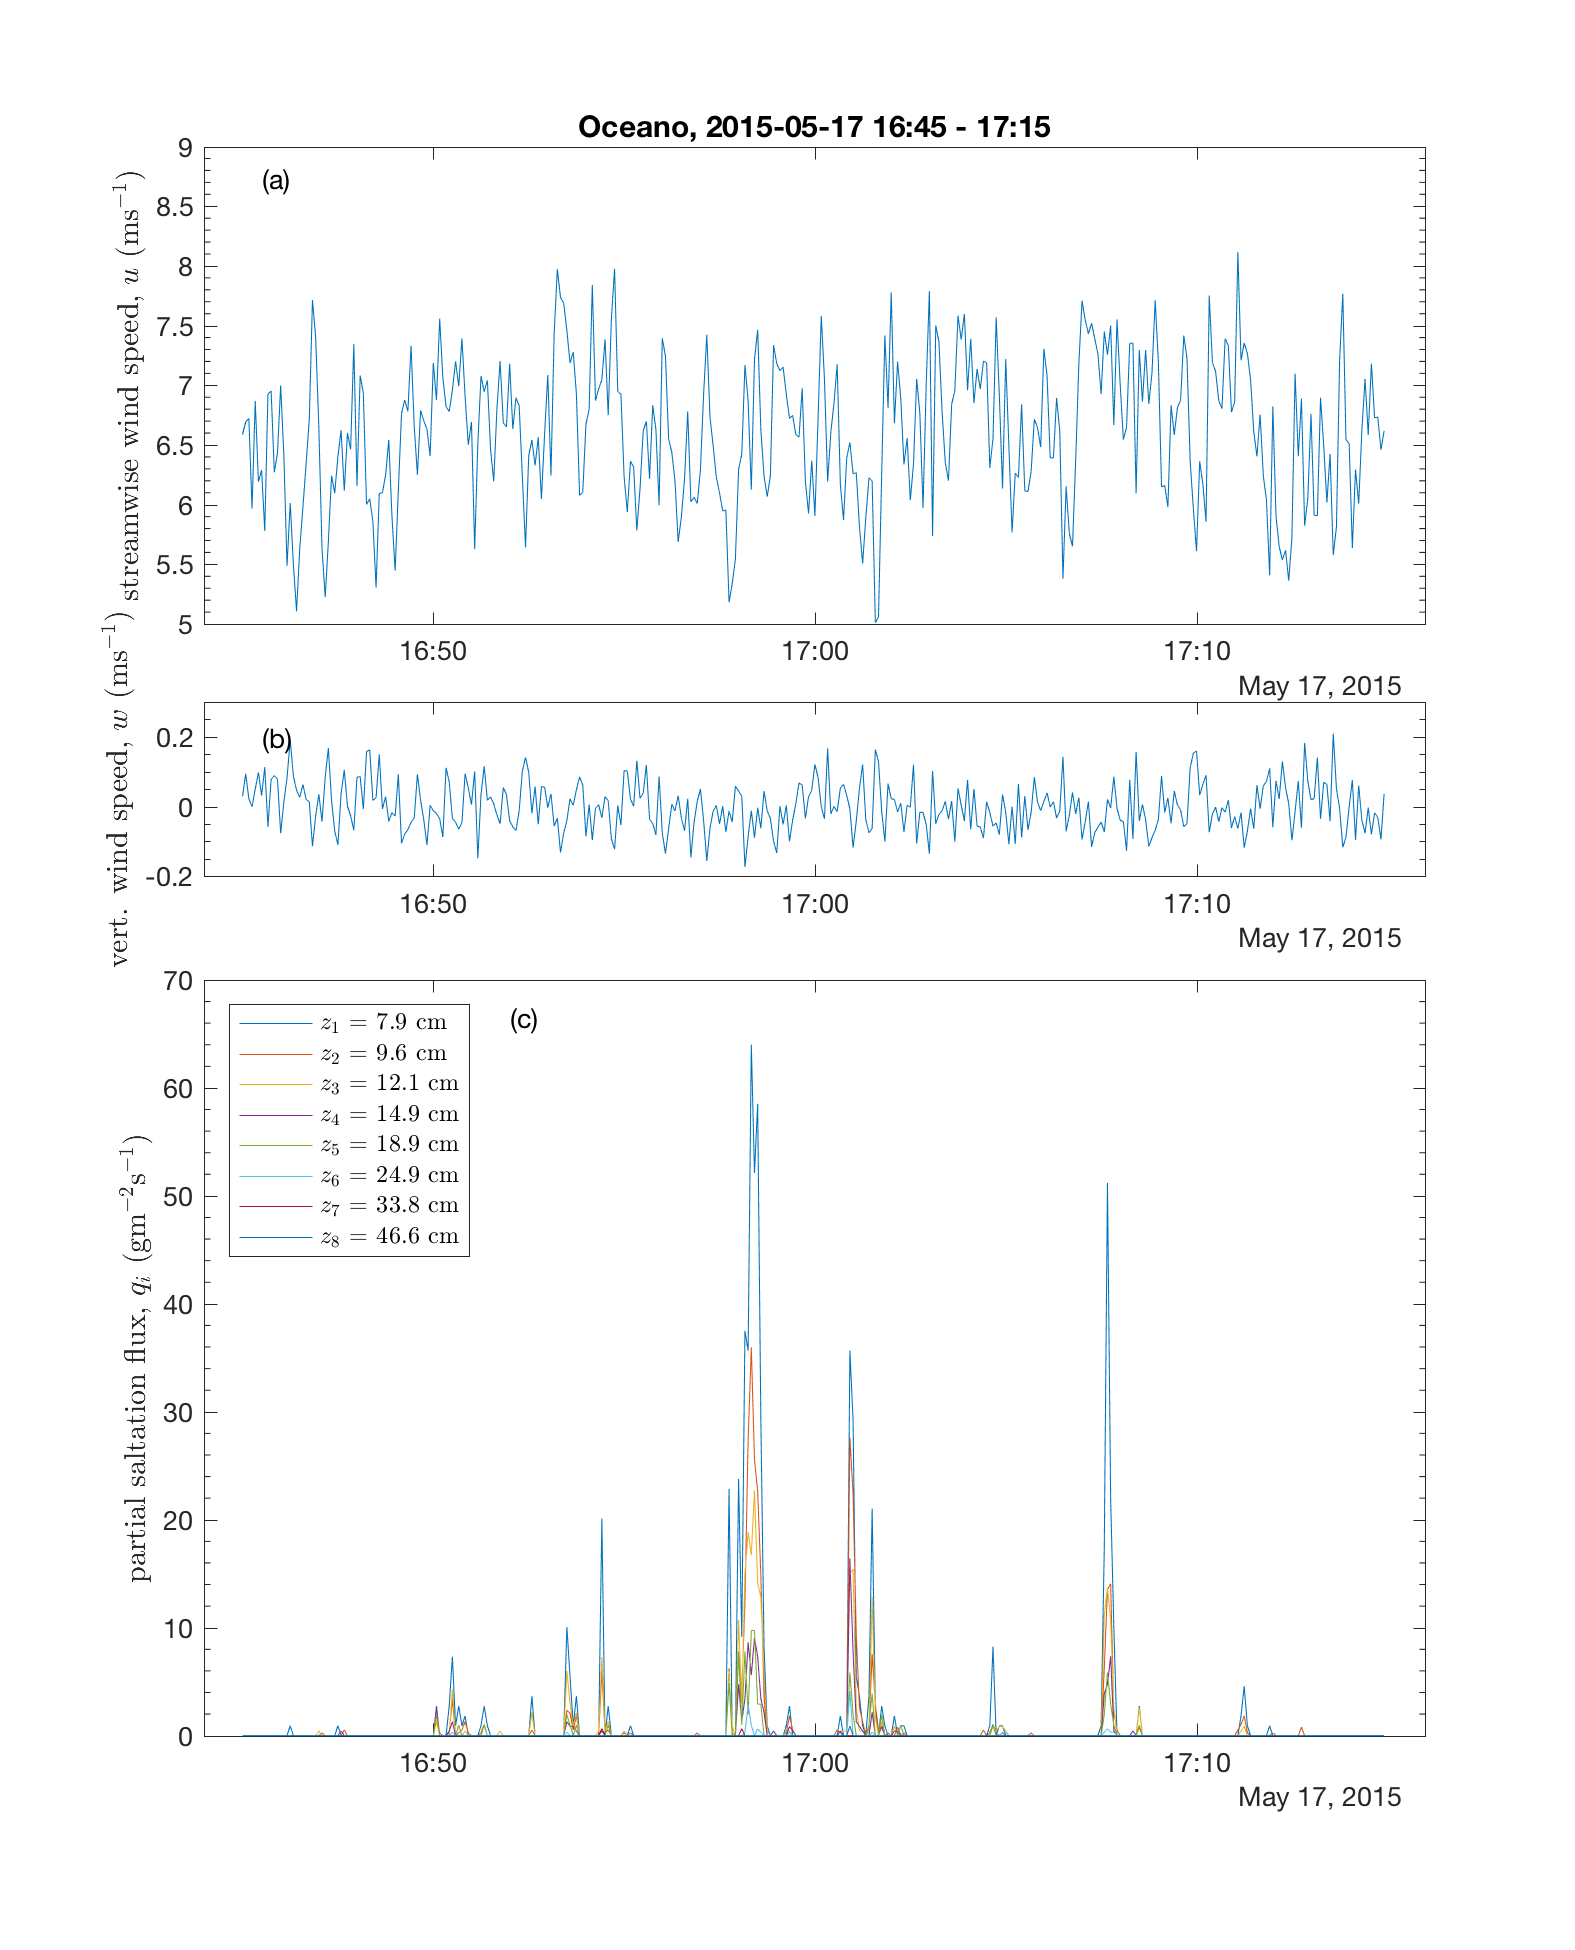 Oceano, 2015-05-17 16:45 - 17:15
(a)
streamwise wind speed, u (ms⁻¹)
9
8.5
8
7.5
7
6.5
6
5.5
5
16:50 17:00 17:10
May 17, 2015
(b)
vert. wind speed, w (ms⁻¹)
0.2
0
-0.2
16:50 17:00 17:10
May 17, 2015
(c)
partial saltation flux, qᵢ (gm⁻²s⁻¹)
70
60
50
40
30
20
10
0
z₁ = 7.9 cm
z₂ = 9.6 cm
z₃ = 12.1 cm
z₄ = 14.9 cm
z₅ = 18.9 cm
z₆ = 24.9 cm
z₇ = 33.8 cm
z₈ = 46.6 cm
16:50 17:00 17:10
May 17, 2015